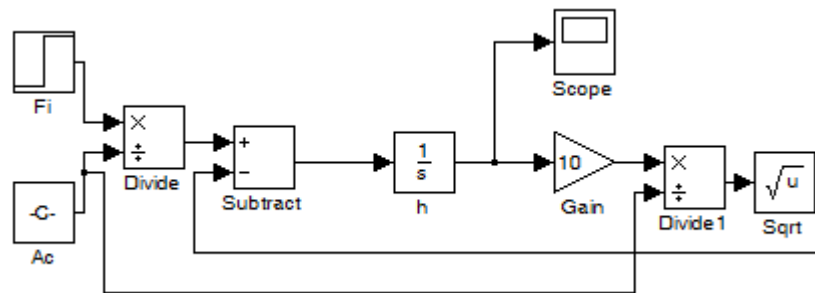 Fi
×
÷
Divide
-C-
Ac
+
−
Subtract
1
s
h
Scope
10
Gain
×
÷
Divide1
√u
Sqrt